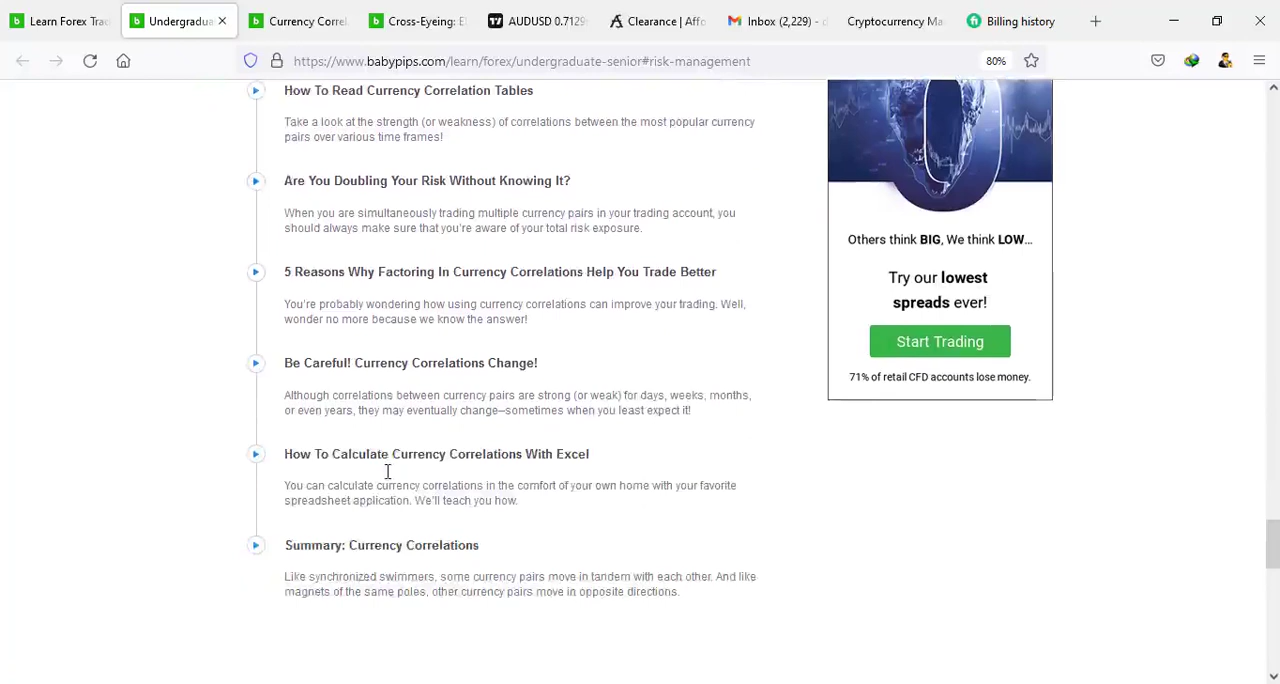 Learn Forex Tra
Undergradua
Currency Corre
Cross-Eyeing: E
AUDUSD 0.7129
Clearance | Affo
Inbox (2,229) - d
Cryptocurrency Ma
Billing history
https://www.babypips.com/learn/forex/undergraduate-senior#risk-management
80%
How To Read Currency Correlation Tables
Take a look at the strength (or weakness) of correlations between the most popular currency
pairs over various time frames!
Are You Doubling Your Risk Without Knowing It?
When you are simultaneously trading multiple currency pairs in your trading account, you
should always make sure that you're aware of your total risk exposure.
5 Reasons Why Factoring In Currency Correlations Help You Trade Better
You're probably wondering how using currency correlations can improve your trading. Well,
wonder no more because we know the answer!
Be Careful! Currency Correlations Change!
Although correlations between currency pairs are strong (or weak) for days, weeks, months,
or even years, they may eventually change—sometimes when you least expect it!
How To Calculate Currency Correlations With Excel
You can calculate currency correlations in the comfort of your own home with your favorite
spreadsheet application. We'll teach you how.
Summary: Currency Correlations
Like synchronized swimmers, some currency pairs move in tandem with each other. And like
magnets of the same poles, other currency pairs move in opposite directions.
Others think BIG, We think LOW...
Try our lowest
spreads ever!
Start Trading
71% of retail CFD accounts lose money.